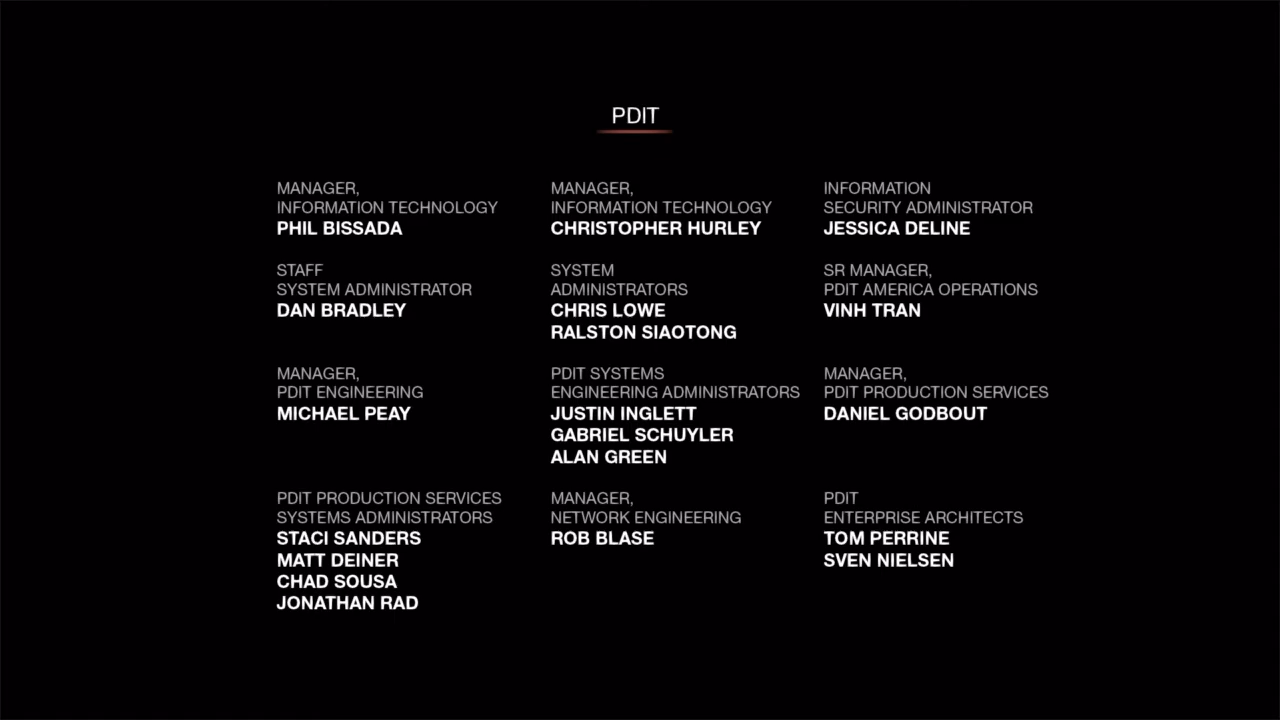 PDIT
MANAGER,
INFORMATION TECHNOLOGY
PHIL BISSADA
MANAGER,
INFORMATION TECHNOLOGY
CHRISTOPHER HURLEY
INFORMATION
SECURITY ADMINISTRATOR
JESSICA DELINE
STAFF
SYSTEM ADMINISTRATOR
DAN BRADLEY
SYSTEM
ADMINISTRATORS
CHRIS LOWE
RALSTON SIAOTONG
SR MANAGER,
PDIT AMERICA OPERATIONS
VINH TRAN
MANAGER,
PDIT ENGINEERING
MICHAEL PEAY
PDIT SYSTEMS
ENGINEERING ADMINISTRATORS
JUSTIN INGLETT
GABRIEL SCHUYLER
ALAN GREEN
MANAGER,
PDIT PRODUCTION SERVICES
DANIEL GODBOUT
PDIT PRODUCTION SERVICES
SYSTEMS ADMINISTRATORS
STACI SANDERS
MATT DEINER
CHAD SOUSA
JONATHAN RAD
MANAGER,
NETWORK ENGINEERING
ROB BLASE
PDIT
ENTERPRISE ARCHITECTS
TOM PERRINE
SVEN NIELSEN